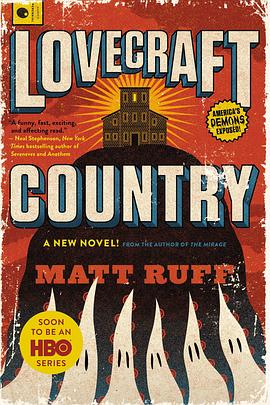 LOVECRAFT
"A funny, fast, exciting,
and affecting read."
— Neal Stephenson, New York
Times bestselling author of
Seveneves and Anathem
AMERICA'S
DEMONS
EXPOSED!
COUNTRY
A NEW NOVEL! FROM THE AUTHOR OF THE MIRAGE
MATT RUFF
SOON
TO BE AN
HBO
SERIES